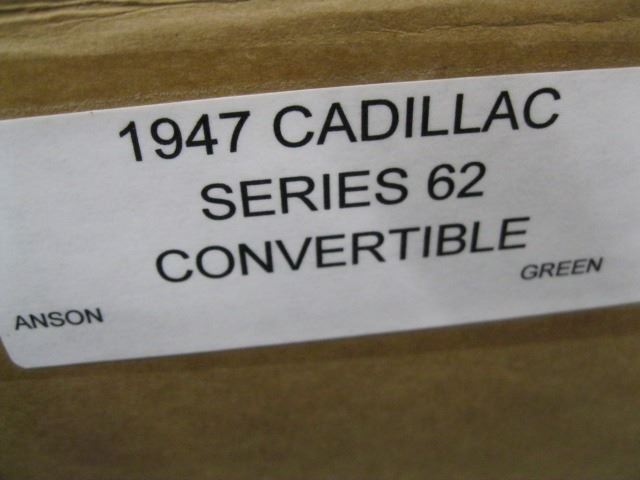 1947 CADILLAC
SERIES 62
CONVERTIBLE
ANSON GREEN